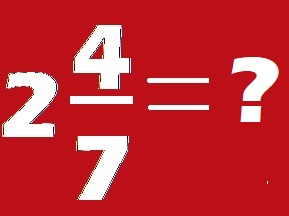 2 4/7 = ?